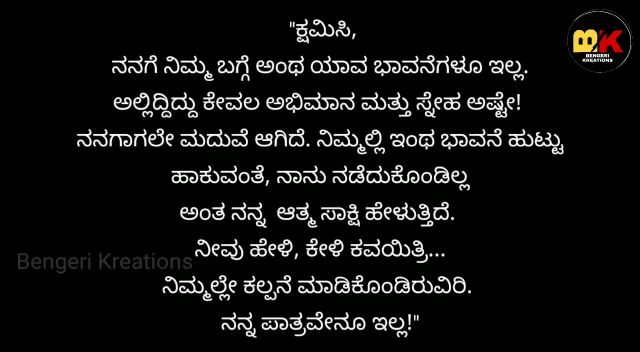 BK
BENGERI
KREATIONS
"ಕ್ಷಮಿಸಿ,
ನನಗೆ ನಿಮ್ಮ ಬಗ್ಗೆ ಅಂಥ ಯಾವ ಭಾವನೆಗಳೂ ಇಲ್ಲ.
ಅಲ್ಲಿದ್ದಿದ್ದು ಕೇವಲ ಅಭಿಮಾನ ಮತ್ತು ಸ್ನೇಹ ಅಷ್ಟೇ!
ನನಗಾಗಲೇ ಮದುವೆ ಆಗಿದೆ. ನಿಮ್ಮಲ್ಲಿ ಇಂಥ ಭಾವನೆ ಹುಟ್ಟು
ಹಾಕುವಂತೆ, ನಾನು ನಡೆದುಕೊಂಡಿಲ್ಲ
ಅಂತ ನನ್ನ ಆತ್ಮ ಸಾಕ್ಷಿ ಹೇಳುತ್ತಿದೆ.
ನೀವು ಹೇಳಿ, ಕೇಳಿ ಕವಯಿತ್ರಿ...
Bengeri Kreations
ನಿಮ್ಮಲ್ಲೇ ಕಲ್ಪನೆ ಮಾಡಿಕೊಂಡಿರುವಿರಿ.
ನನ್ನ ಪಾತ್ರವೇನೂ ಇಲ್ಲ!"